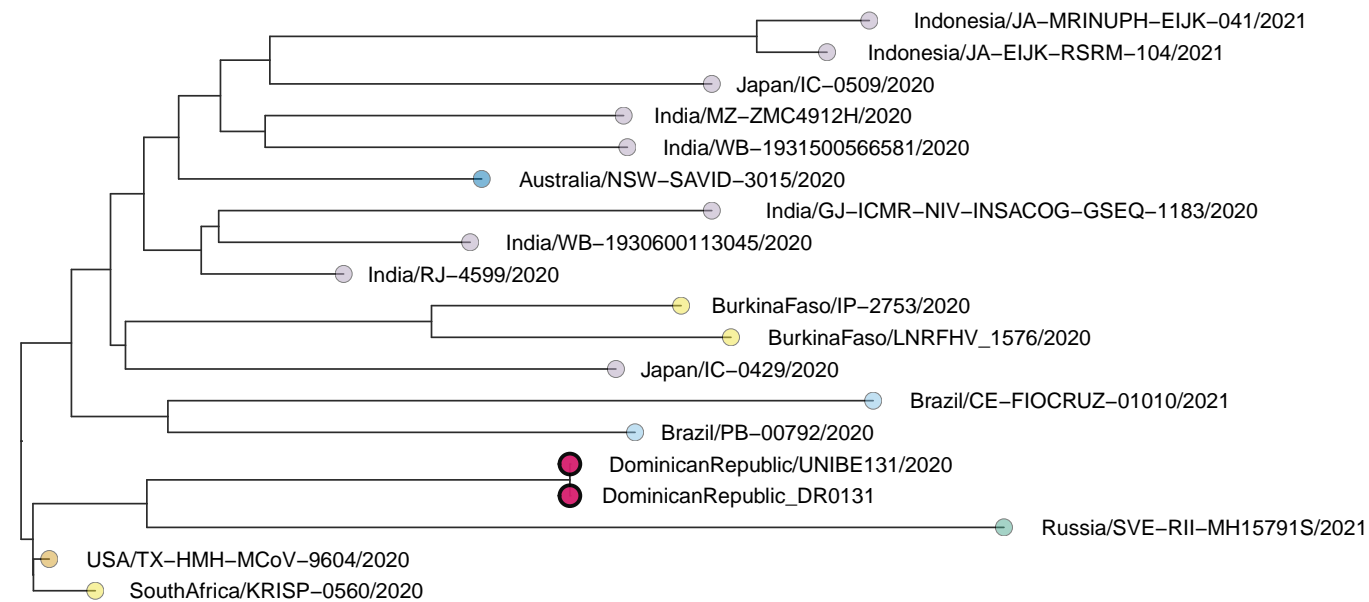 Indonesia/JA−MRINUPH−EIJK−041/2021
Indonesia/JA−EIJK−RSRM−104/2021
Japan/IC−0509/2020
India/MZ−ZMC4912H/2020
India/WB−1931500566581/2020
Australia/NSW−SAVID−3015/2020
India/GJ−ICMR−NIV−INSACOG−GSEQ−1183/2020
India/WB−1930600113045/2020
India/RJ−4599/2020
BurkinaFaso/IP−2753/2020
BurkinaFaso/LNRFHV_1576/2020
Japan/IC−0429/2020
Brazil/CE−FIOCRUZ−01010/2021
Brazil/PB−00792/2020
DominicanRepublic/UNIBE131/2020
DominicanRepublic_DR0131
Russia/SVE−RII−MH15791S/2021
USA/TX−HMH−MCoV−9604/2020
SouthAfrica/KRISP−0560/2020